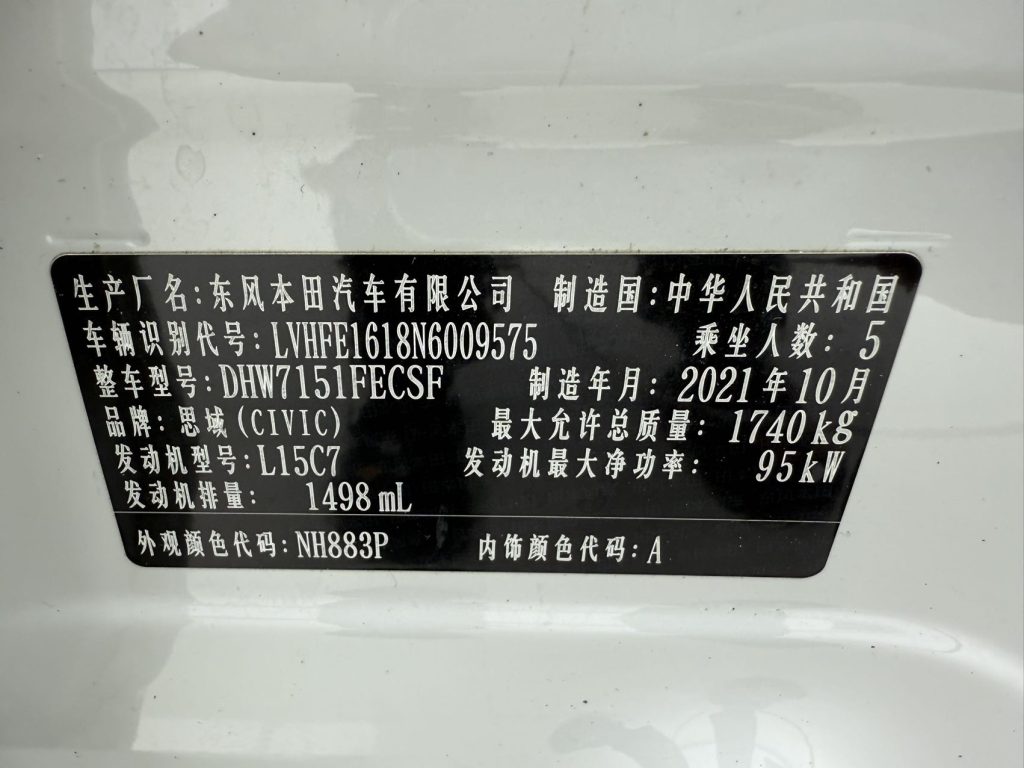 生产厂名:东风本田汽车有限公司 制造国:中华人民共和国
车辆识别代号:LVHFE1618N6009575 乘坐人数:5
整车型号:DHW7151FECSF 制造年月:2021年10月
品牌:思域(CIVIC) 最大允许总质量:1740kg
发动机型号:L15C7 发动机最大净功率:95kW
发动机排量: 1498mL
外观颜色代码:NH883P 内饰颜色代码:A